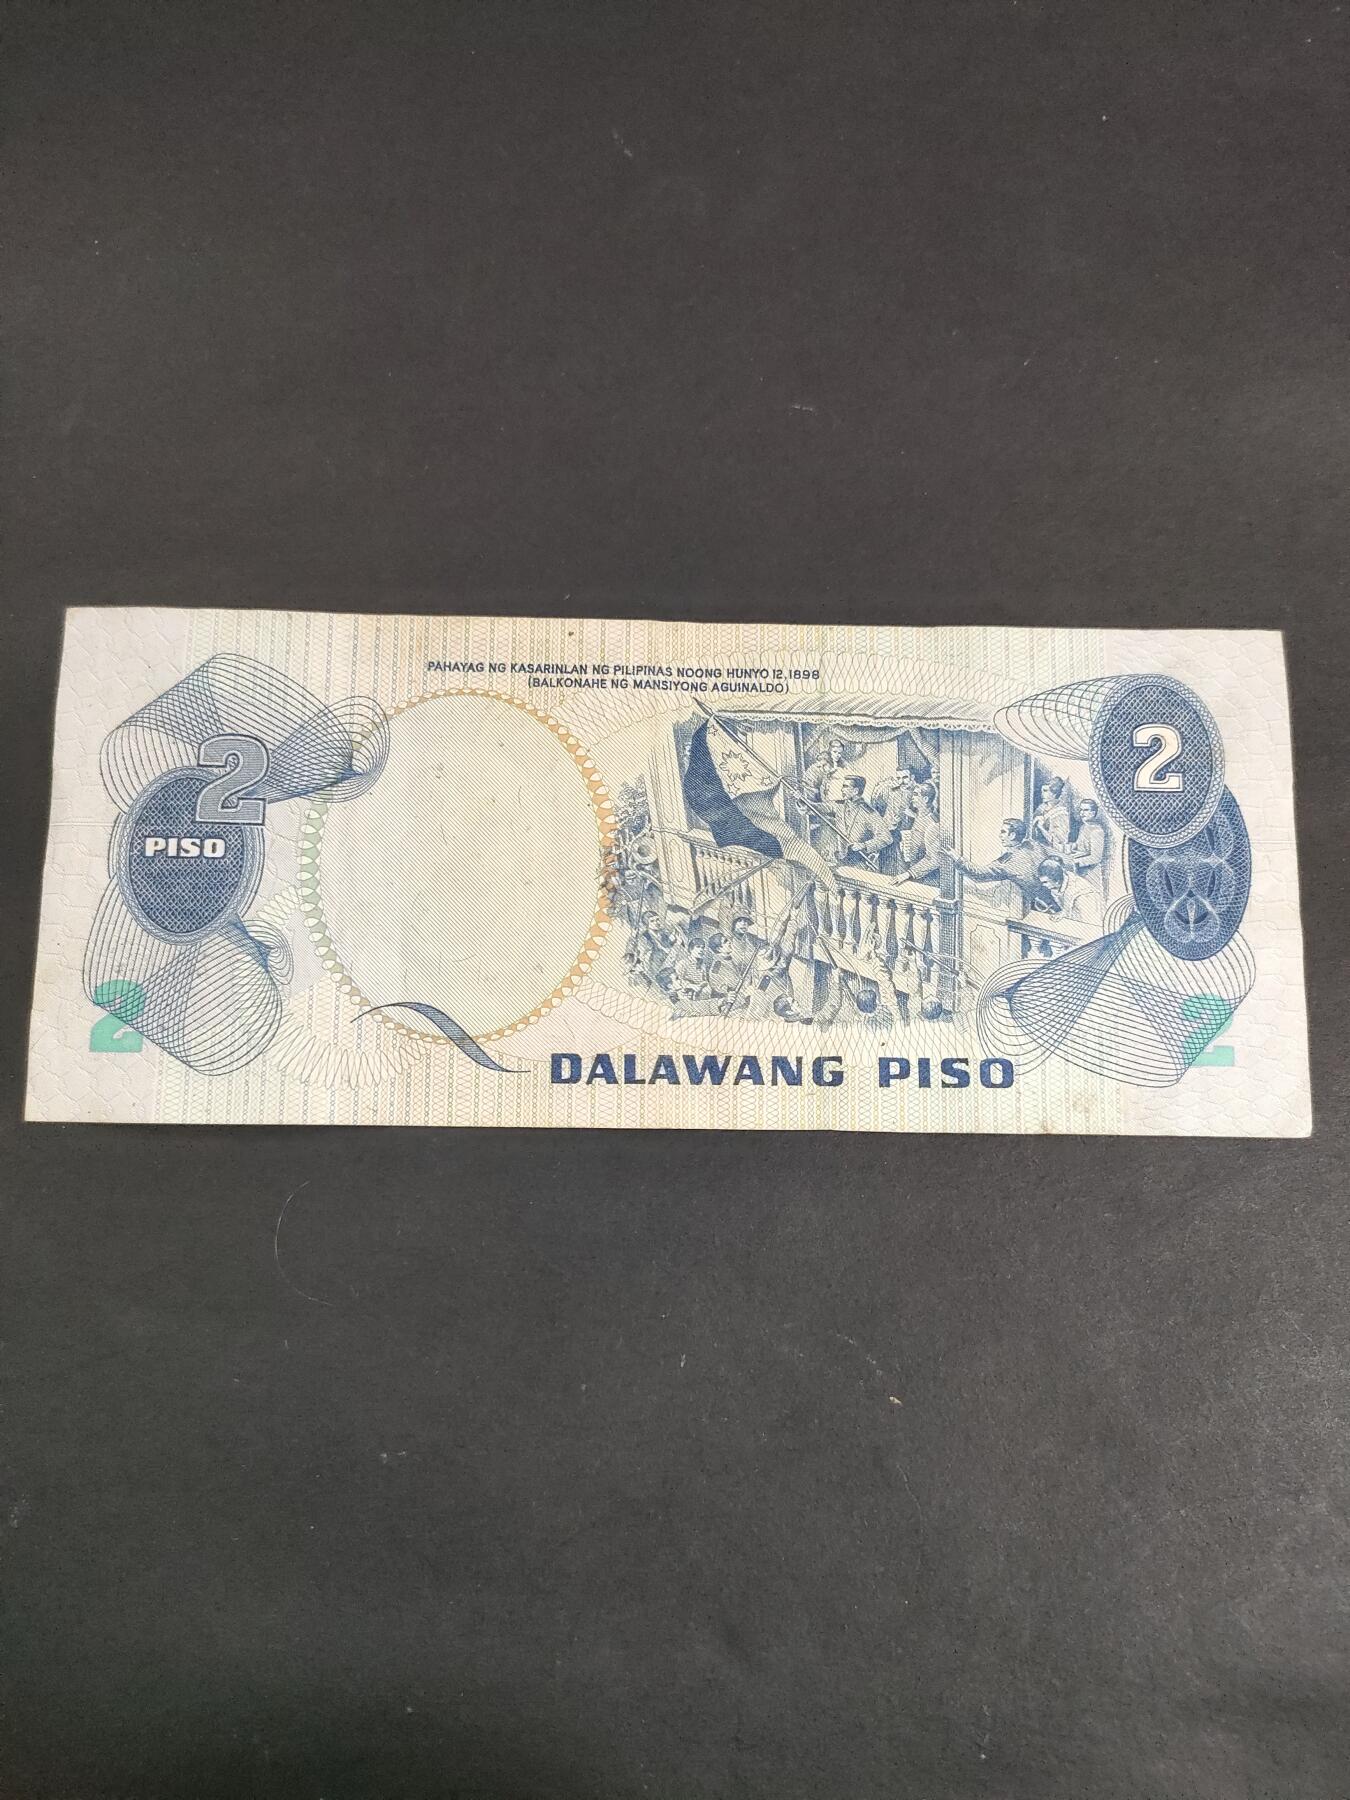 PAHAYAG NG KASARINLAN NG PILIPINAS NOONG HUNYO 12, 1898
(BALKONAHE NG MANSIYONG AGUINALDO)
2
PISO
2
2
2
DALAWANG PISO